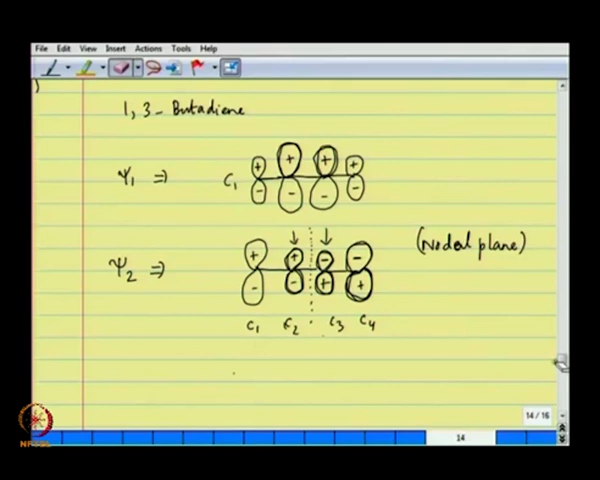 File Edit View Insert Actions Tools Help
)
1, 3 - Butadiene
Ψ1 ⇒ C1 + + + +
- - - -
Ψ2 ⇒ + + - - (Nodal plane)
- - + +
C1 C2 C3 C4
14 / 16
NPTEL
14